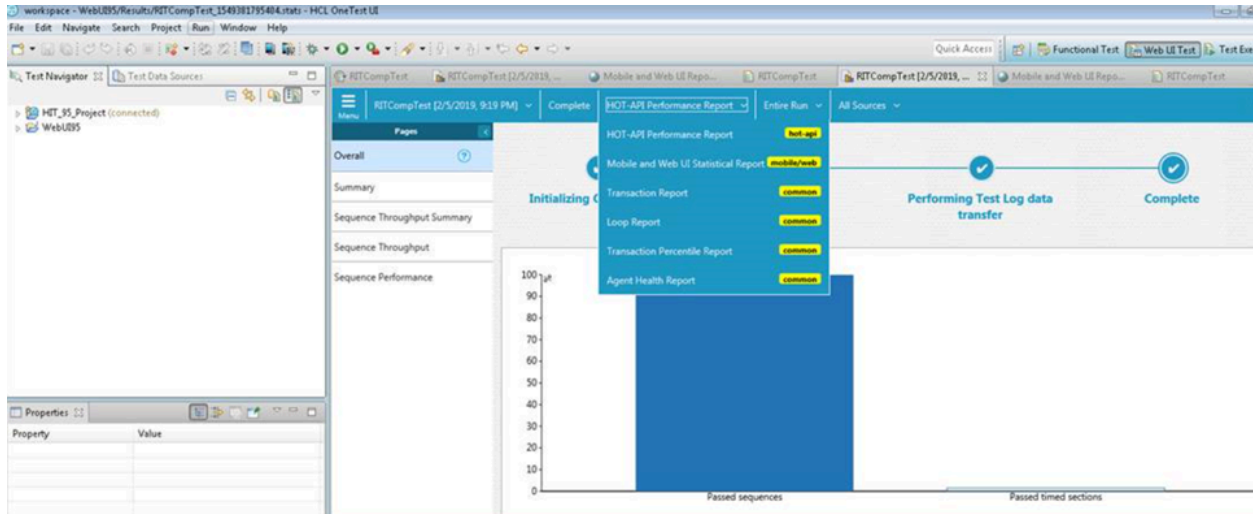 workspace - WebUI95/Results/RITCompTest_1549381795404.stats - HCL OneTest UI
File Edit Navigate Search Project Run Window Help
Quick Access
Functional Test
Web UI Test
Test Exe
Test Navigator
Test Data Sources
HIT_95_Project (connected)
WebUI95
RITCompTest
RITCompTest [2/5/2019, ...
Mobile and Web UI Repo...
RITCompTest
RITCompTest [2/5/2019, ...
Mobile and Web UI Repo...
RITCompTest
Menu
RITCompTest [2/5/2019, 9:19 PM]
Complete
HOT-API Performance Report
Entire Run
All Sources
Pages
Overall
Summary
Sequence Throughput Summary
Sequence Throughput
Sequence Performance
HOT-API Performance Report hot-api
Mobile and Web UI Statistical Report mobile/web
Transaction Report common
Loop Report common
Transaction Percentile Report common
Agent Health Report common
Initializing
Performing Test Log data
transfer
Complete
100
90
80
70
60
50
40
30
20
10
0
Passed sequences
Passed timed sections
Properties
Property Value